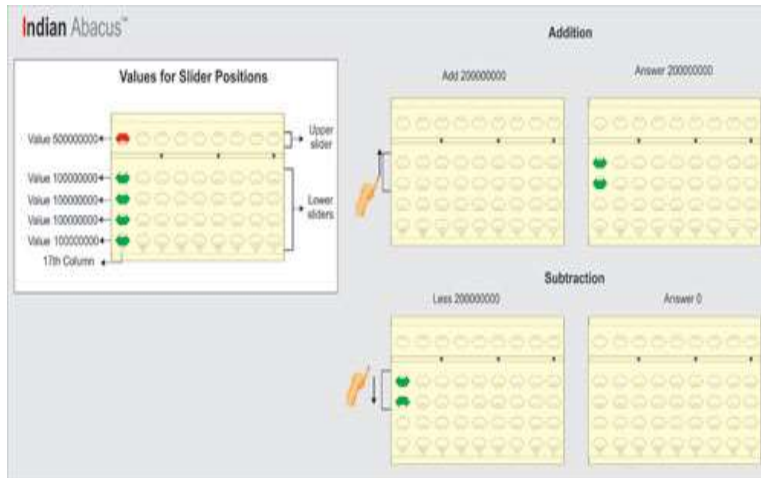 Indian Abacus™
Values for Slider Positions
Value 500000000
Upper
slider
Value 100000000
Value 100000000
Value 100000000
Value 100000000
Lower
sliders
17th Column
Addition
Add 200000000
Answer 200000000
Subtraction
Less 200000000
Answer 0